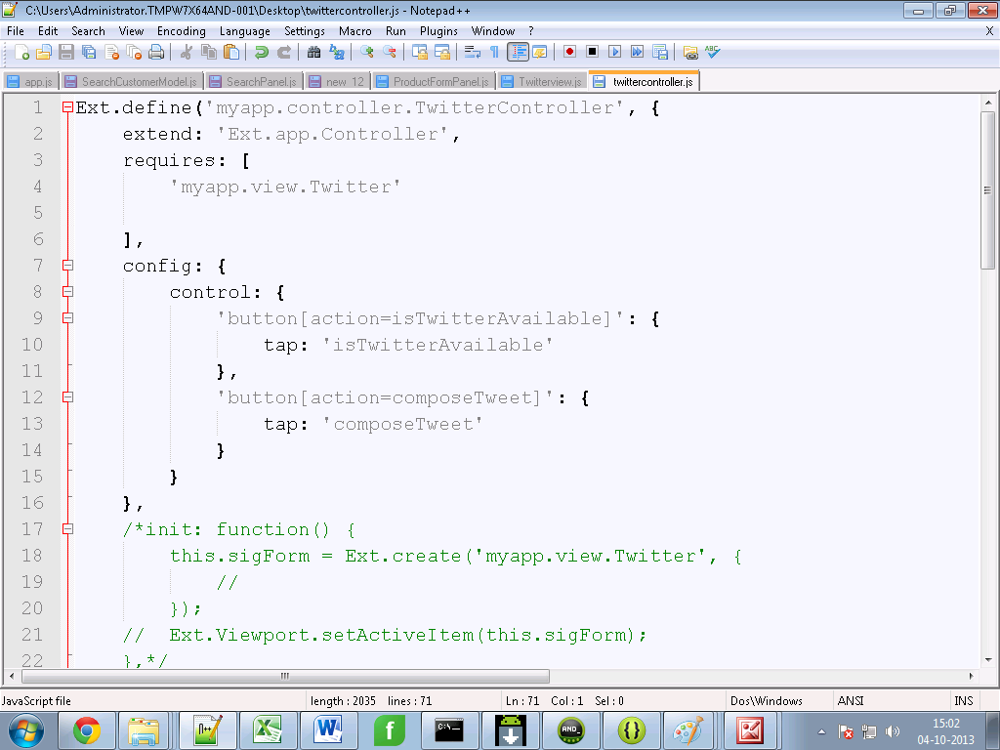 C:\Users\Administrator.TMPW7X64AND-001\Desktop\twittercontroller.js - Notepad++
File Edit Search View Encoding Language Settings Macro Run Plugins Window ? X
app.js SearchCustomerModel.js SearchPanel.js new 12 ProductFormPanel.js Twitterview.js twittercontroller.js
1 Ext.define('myapp.controller.TwitterController', {
2 extend: 'Ext.app.Controller',
3 requires: [
4 'myapp.view.Twitter'
5
6 ],
7 config: {
8 control: {
9 'button[action=isTwitterAvailable]': {
10 tap: 'isTwitterAvailable'
11 },
12 'button[action=composeTweet]': {
13 tap: 'composeTweet'
14 }
15 }
16 },
17 /*init: function() {
18 this.sigForm = Ext.create('myapp.view.Twitter', {
19 //
20 });
21 // Ext.Viewport.setActiveItem(this.sigForm);
22 },*/
JavaScript file length : 2035 lines : 71 Ln : 71 Col : 1 Sel : 0 Dos\Windows ANSI INS
15:02
04-10-2013